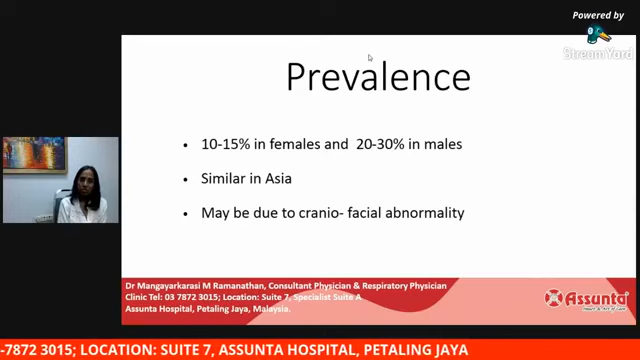 Powered by
StreamYard
Prevalence
• 10-15% in females and 20-30% in males
• Similar in Asia
• May be due to cranio- facial abnormality
Dr Mangayarkarasi M Ramanathan, Consultant Physician & Respiratory Physician
Clinic Tel: 03 7872 3015; Location: Suite 7, Specialist Suite A
Assunta Hospital, Petaling Jaya, Malaysia.
Assunta
-7872 3015; LOCATION: SUITE 7, ASSUNTA HOSPITAL, PETALING JAYA